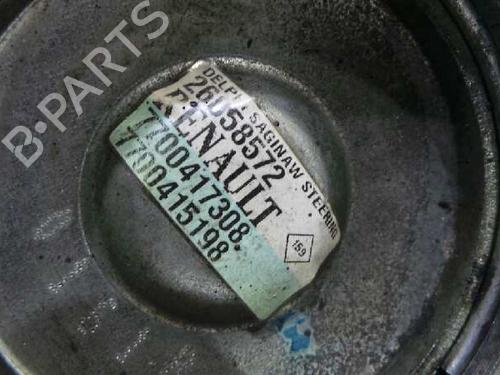 B-PARTS
DELPHI SAGINAW STEERING
26058572
RENAULT
7700417308.
7700415198
159